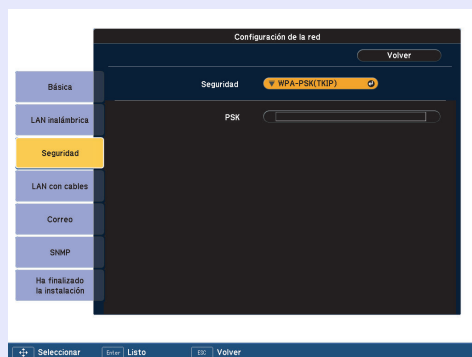 Configuración de la red
Volver
Seguridad WPA-PSK(TKIP)
PSK
Básica
LAN inalámbrica
Seguridad
LAN con cables
Correo
SNMP
Ha finalizado
la instalación
Seleccionar Enter Listo ESC Volver